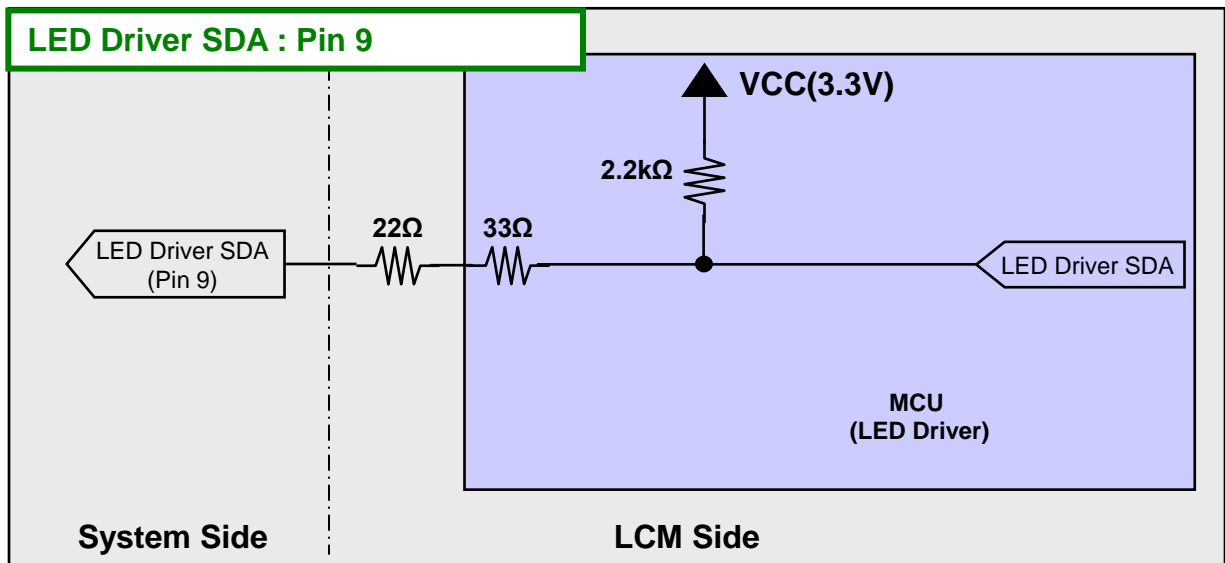 LED Driver SDA : Pin 9
VCC(3.3V)
2.2kΩ
22Ω
33Ω
LED Driver SDA
(Pin 9)
LED Driver SDA
MCU
(LED Driver)
System Side
LCM Side